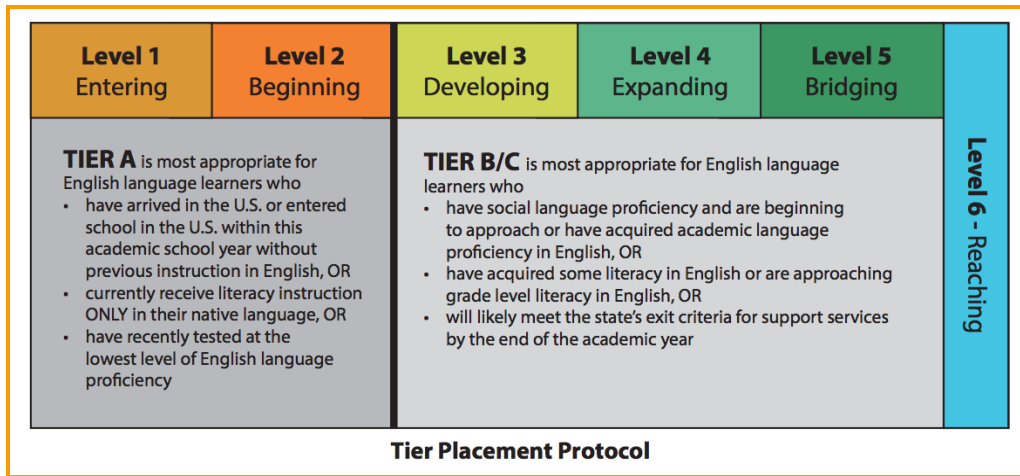 Level 1
Entering
Level 2
Beginning
Level 3
Developing
Level 4
Expanding
Level 5
Bridging
Level 6 - Reaching
TIER A is most appropriate for
English language learners who
• have arrived in the U.S. or entered
school in the U.S. within this
academic school year without
previous instruction in English, OR
• currently receive literacy instruction
ONLY in their native language, OR
• have recently tested at the
lowest level of English language
proficiency
TIER B/C is most appropriate for English language
learners who
• have social language proficiency and are beginning
to approach or have acquired academic language
proficiency in English, OR
• have acquired some literacy in English or are approaching
grade level literacy in English, OR
• will likely meet the state's exit criteria for support services
by the end of the academic year
Tier Placement Protocol